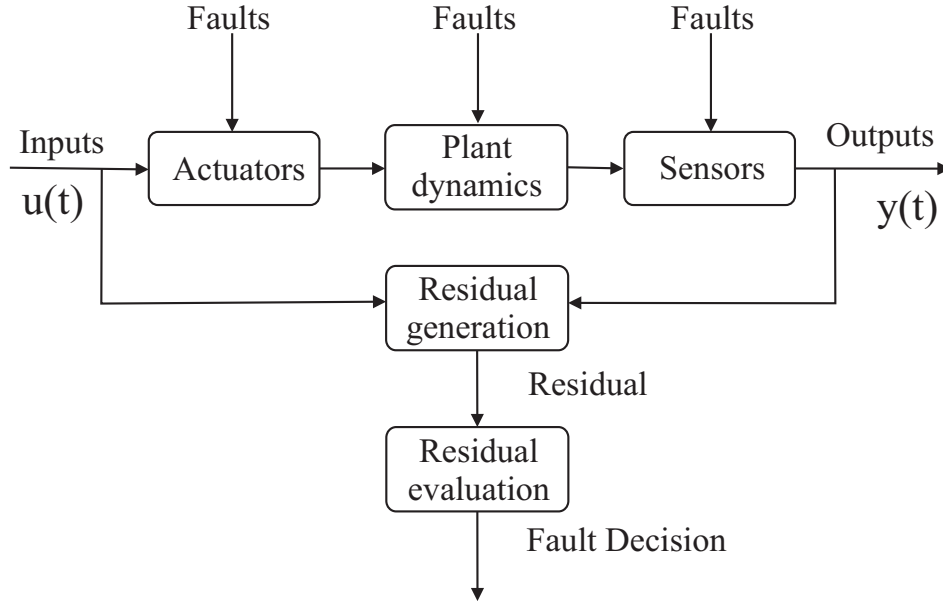 Faults
Faults
Faults
Inputs
Actuators
Plant
dynamics
Sensors
Outputs
u(t)
y(t)
Residual
generation
Residual
Residual
evaluation
Fault Decision